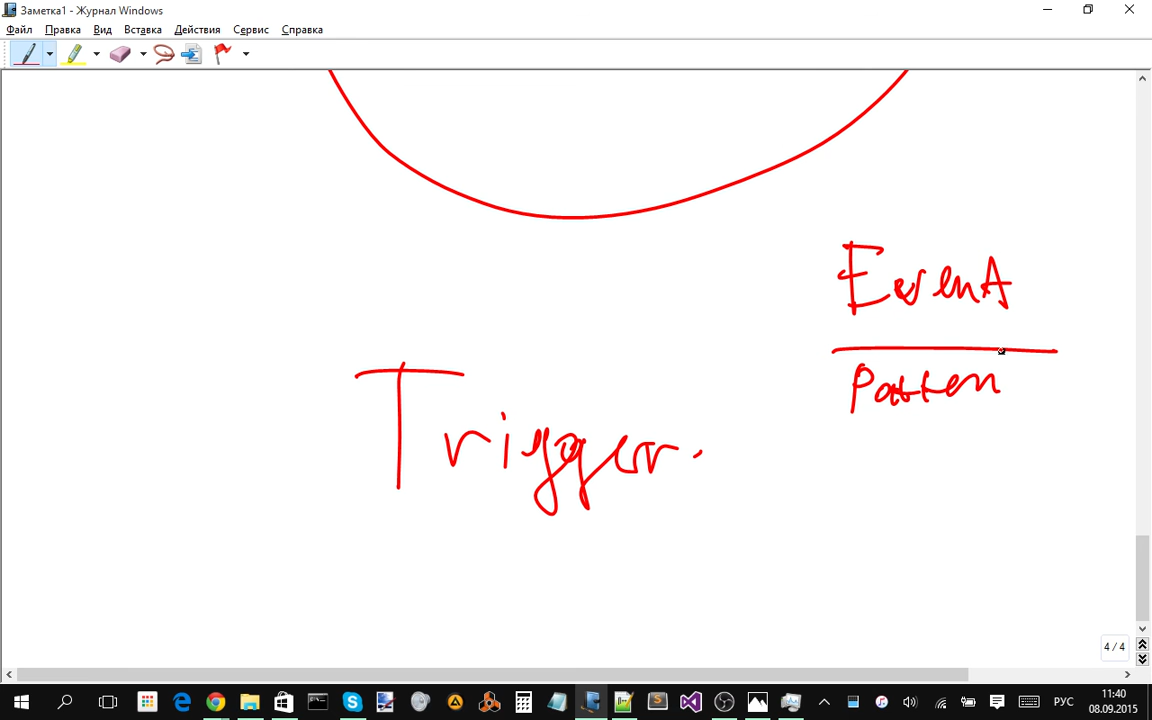 Заметка1 - Журнал Windows
Файл Правка Вид Вставка Действия Сервис Справка
Event
Pattern
Trigger.
4 / 4
РУС
11:40
08.09.2015